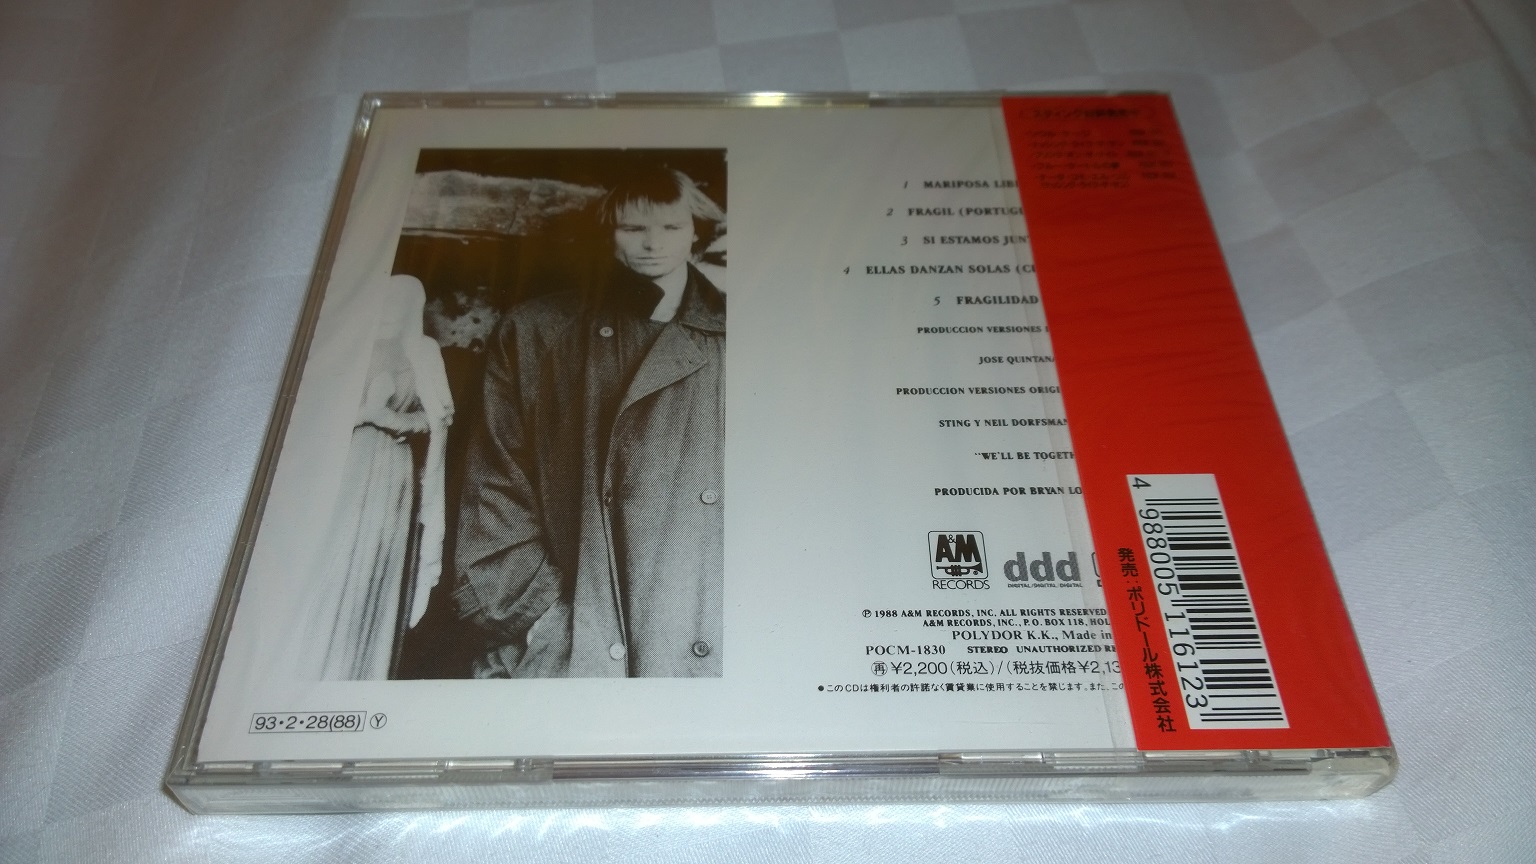 1 MARIPOSA LIB
2 FRAGIL (PORTUGU
3 SI ESTAMOS JUN
4 ELLAS DANZAN SOLAS (C
5 FRAGILIDAD
PRODUCCION VERSIONES
JOSE QUINTANA
PRODUCCION VERSIONES ORIGI
STING Y NEIL DORFSMAN
"WE'LL BE TOGETH
PRODUCIDA POR BRYAN LO
A&M
RECORDS
ddd
DIGITAL/DIGITAL/DIGITAL
Ⓟ 1988 A&M RECORDS, INC. ALL RIGHTS RESERVED
A&M RECORDS, INC., P.O. BOX 118, HOL
POLYDOR K.K., Made in
POCM-1830 STEREO UNAUTHORIZED RE
再 ¥2,200(税込)/(税抜価格¥2,13
●このCDは権利者の許諾なく賃貸業に使用することを禁じます。また、この
93・2・28(88) Ⓨ
4 988005 116123
発売:ポリドール株式会社